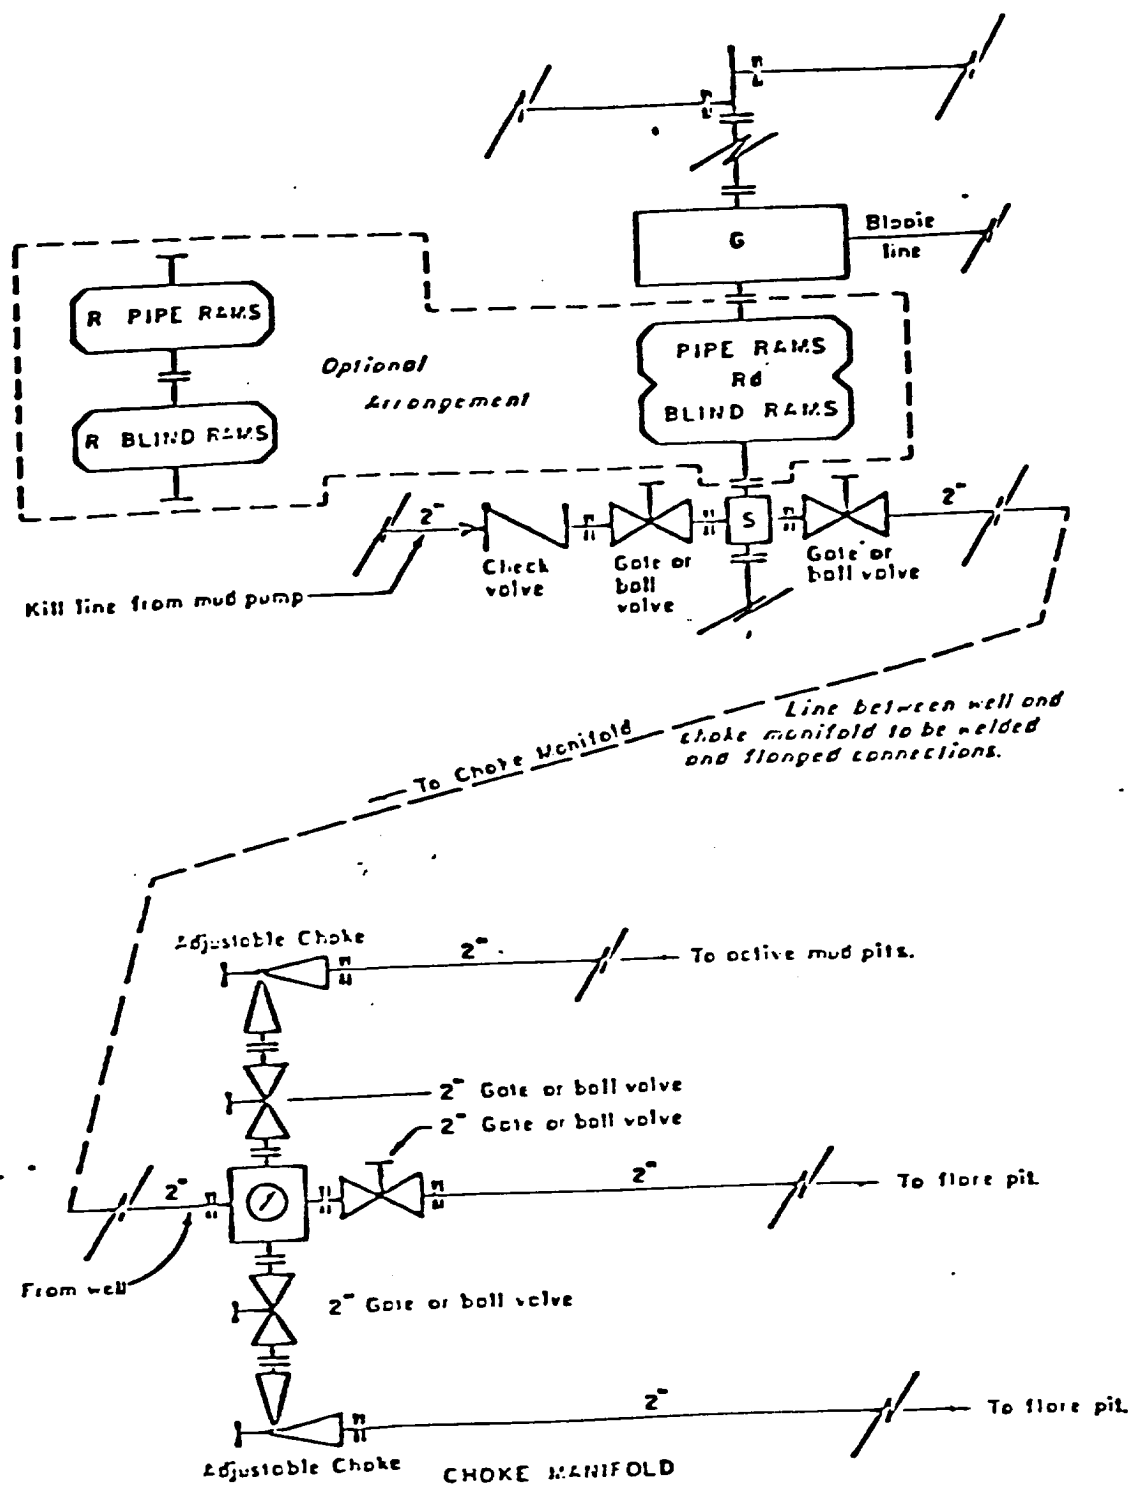 G
Blooie
line
R PIPE RAMS
R BLIND RAMS
Optional
Arrangement
PIPE RAMS
Rd
BLIND RAMS
2"
Check
valve
Gate or
ball
valve
S
Gate or
ball valve
2"
Kill line from mud pump
Line between well and
choke manifold to be welded
and flanged connections.
To Choke Manifold
Adjustable Choke
2"
To active mud pits.
2" Gate or ball valve
2" Gate or ball valve
2"
2"
To flare pit
From well
2" Gate or ball valve
2"
To flare pit
Adjustable Choke
CHOKE MANIFOLD